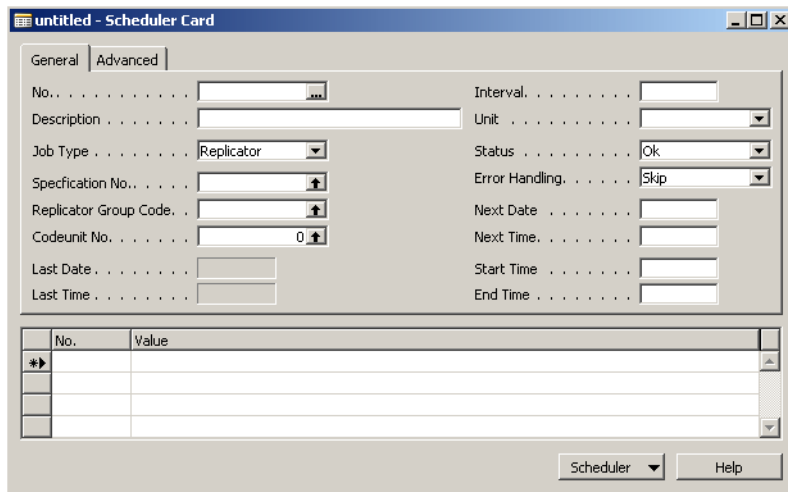 untitled - Scheduler Card
General Advanced
No.. . . . . . . . . . . ...
Description . . . . . . .
Job Type . . . . . . . . Replicator
Specfication No.. . . . .
Replicator Group Code. .
Codeunit No. . . . . . . 0
Last Date . . . . . . . .
Last Time . . . . . . . .
Interval. . . . . . . . .
Unit . . . . . . . . . .
Status . . . . . . . . . Ok
Error Handling. . . . . . Skip
Next Date . . . . . . .
Next Time. . . . . . . .
Start Time . . . . . . .
End Time . . . . . . . .
No. Value
Scheduler Help